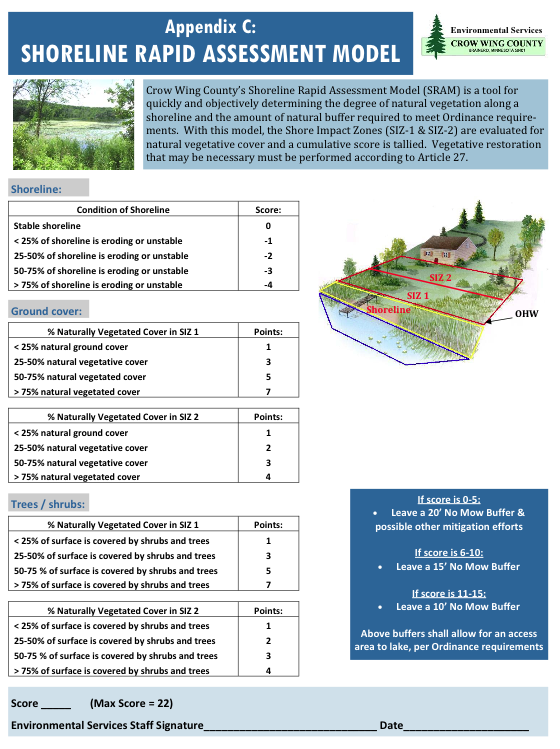 Appendix C:
SHORELINE RAPID ASSESSMENT MODEL
Environmental Services
CROW WING COUNTY
BRAINERD, MINNESOTA 56401
Crow Wing County's Shoreline Rapid Assessment Model (SRAM) is a tool for
quickly and objectively determining the degree of natural vegetation along a
shoreline and the amount of natural buffer required to meet Ordinance require-
ments.  With this model, the Shore Impact Zones (SIZ-1 & SIZ-2) are evaluated for
natural vegetative cover and a cumulative score is tallied.  Vegetative restoration
that may be necessary must be performed according to Article 27.
Shoreline:
Condition of Shoreline Score:
Stable shoreline 0
< 25% of shoreline is eroding or unstable -1
25-50% of shoreline is eroding or unstable -2
50-75% of shoreline is eroding or unstable -3
> 75% of shoreline is eroding or unstable -4
SIZ 2
SIZ 1
Shoreline
OHW
Ground cover:
% Naturally Vegetated Cover in SIZ 1 Points:
< 25% natural ground cover 1
25-50% natural vegetative cover 3
50-75% natural vegetated cover 5
> 75% natural vegetated cover 7
% Naturally Vegetated Cover in SIZ 2 Points:
< 25% natural ground cover 1
25-50% natural vegetative cover 2
50-75% natural vegetative cover 3
> 75% natural vegetated cover 4
Trees / shrubs:
% Naturally Vegetated Cover in SIZ 1 Points:
< 25% of surface is covered by shrubs and trees 1
25-50% of surface is covered by shrubs and trees 3
50-75 % of surface is covered by shrubs and trees 5
> 75% of surface is covered by shrubs and trees 7
% Naturally Vegetated Cover in SIZ 2 Points:
< 25% of surface is covered by shrubs and trees 1
25-50% of surface is covered by shrubs and trees 2
50-75 % of surface is covered by shrubs and trees 3
> 75% of surface is covered by shrubs and trees 4
If score is 0-5:
• Leave a 20' No Mow Buffer &
possible other mitigation efforts
If score is 6-10:
• Leave a 15' No Mow Buffer
If score is 11-15:
• Leave a 10' No Mow Buffer
Above buffers shall allow for an access
area to lake, per Ordinance requirements
Score _____ (Max Score = 22)
Environmental Services Staff Signature____________________________ Date____________________